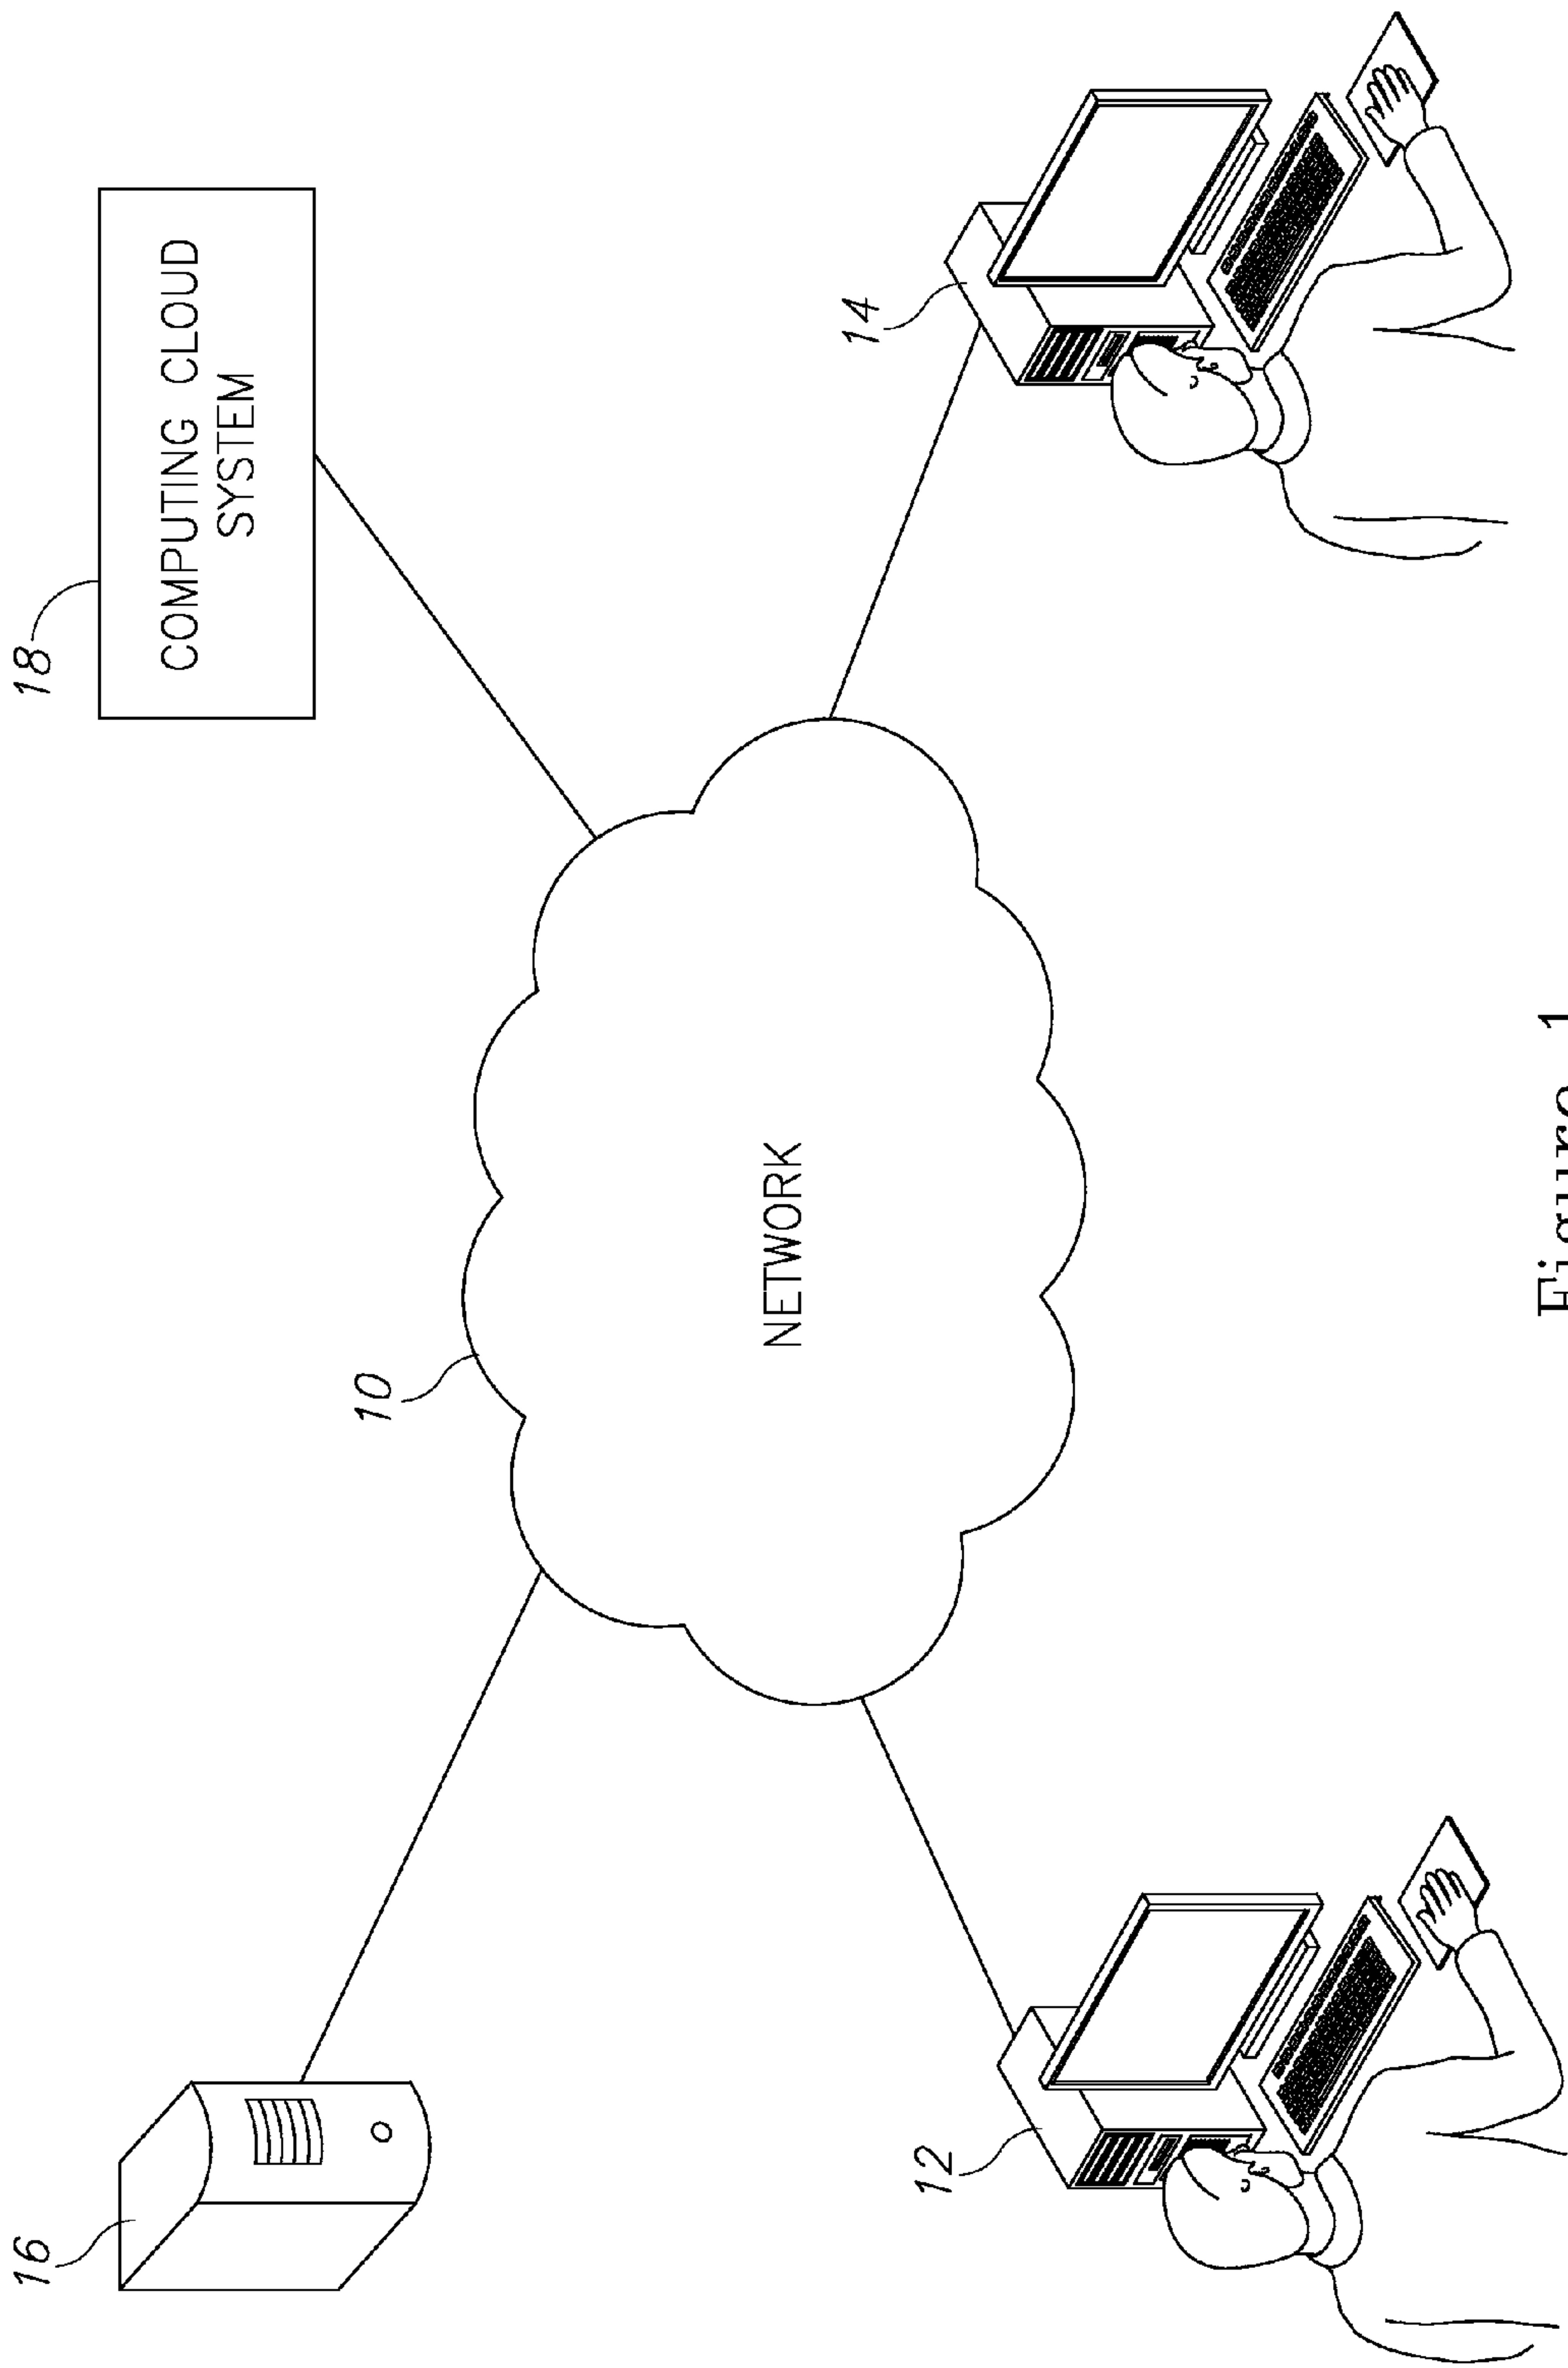 16
18
COMPUTING CLOUD
SYSTEM
10
NETWORK
12
14
Figure 1